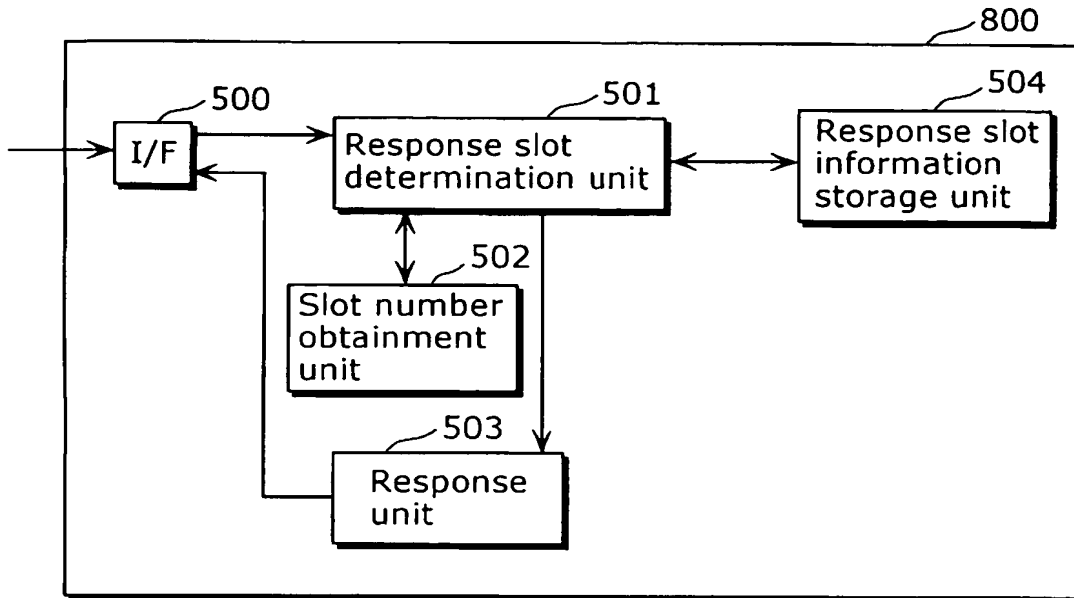 800
500
I/F
501
Response slot
determination unit
504
Response slot
information
storage unit
502
Slot number
obtainment
unit
503
Response
unit